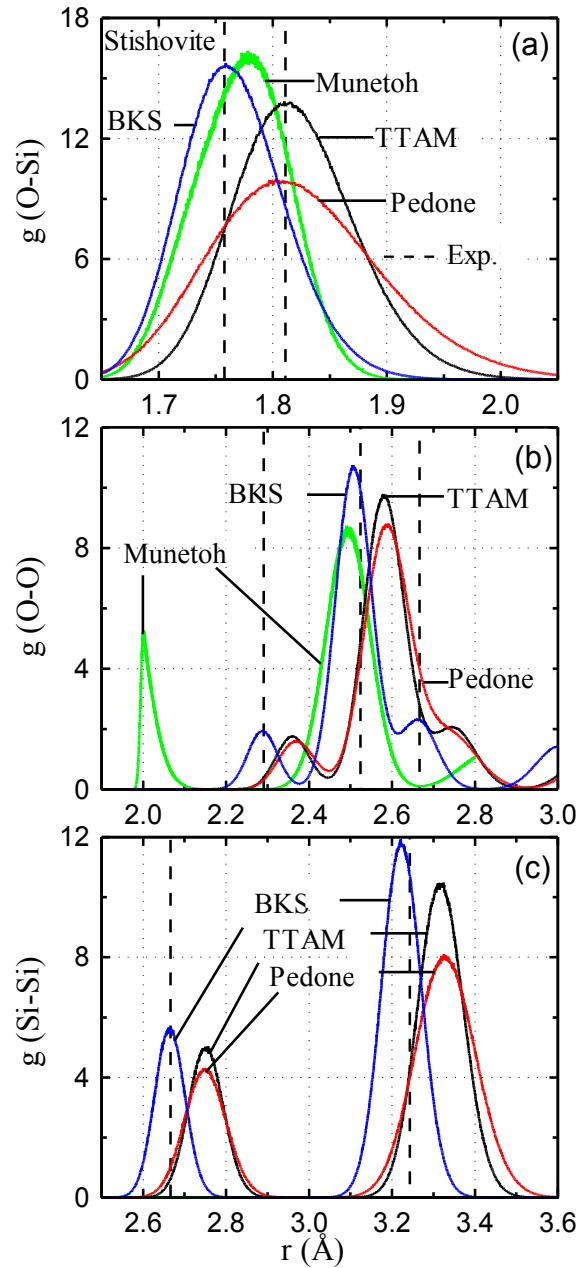 18
Stishovite
(a)
Munetoh
BKS
TTAM
12
Pedone
6
Exp.
g (O-Si)
0
1.7 1.8 1.9 2.0
12
(b)
BKS
TTAM
8
Munetoh
g (O-O)
4
Pedone
0
2.0 2.2 2.4 2.6 2.8 3.0
12
(c)
BKS
TTAM
8
Pedone
g (Si-Si)
4
0
2.6 2.8 3.0 3.2 3.4 3.6
r (Å)